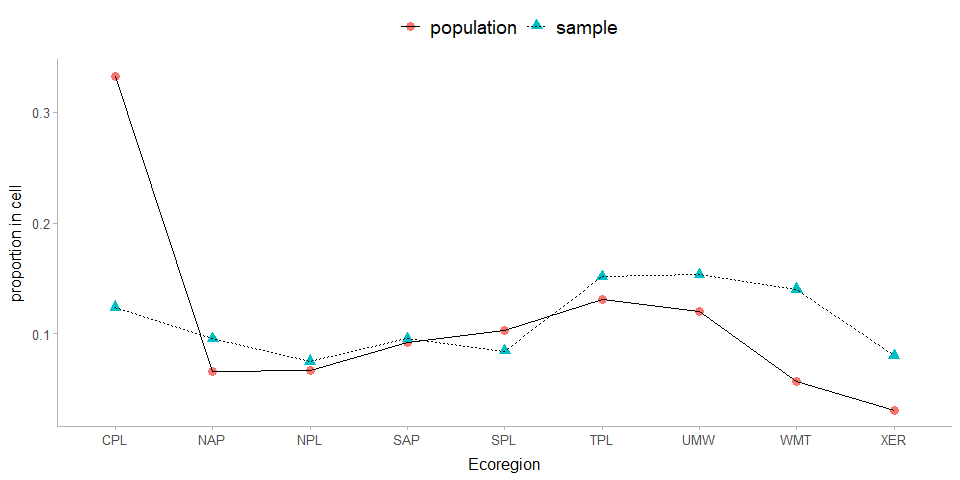 population sample
proportion in cell
0.3
0.2
0.1
CPL NAP NPL SAP SPL TPL UMW WMT XER
Ecoregion